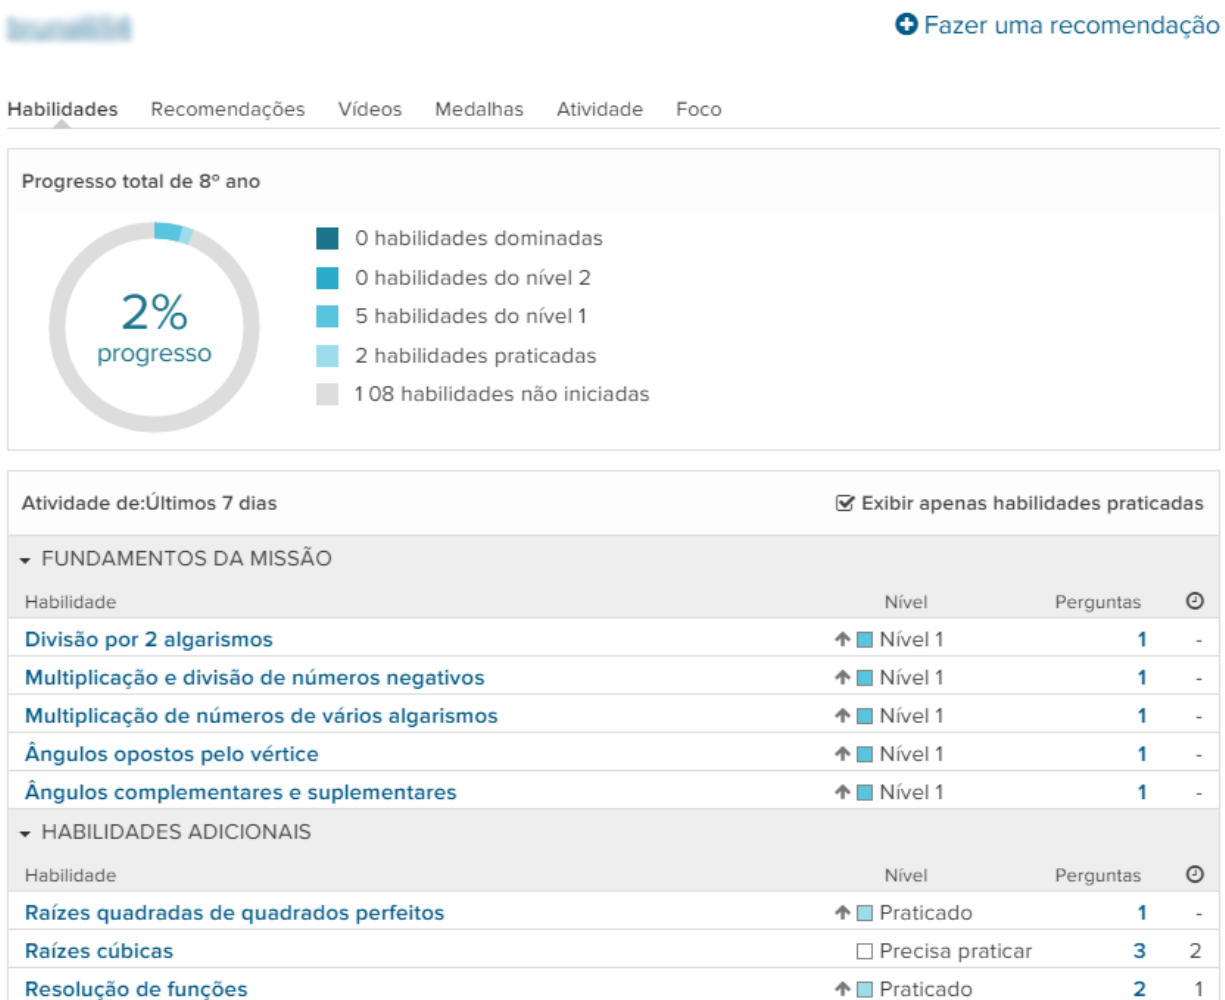 Fazer uma recomendação
Habilidades Recomendações Vídeos Medalhas Atividade Foco
Progresso total de 8º ano
2%
progresso
0 habilidades dominadas
0 habilidades do nível 2
5 habilidades do nível 1
2 habilidades praticadas
108 habilidades não iniciadas
Atividade de:Últimos 7 dias Exibir apenas habilidades praticadas
FUNDAMENTOS DA MISSÃO
Habilidade Nível Perguntas
Divisão por 2 algarismos Nível 1 1 -
Multiplicação e divisão de números negativos Nível 1 1 -
Multiplicação de números de vários algarismos Nível 1 1 -
Ângulos opostos pelo vértice Nível 1 1 -
Ângulos complementares e suplementares Nível 1 1 -
HABILIDADES ADICIONAIS
Habilidade Nível Perguntas
Raízes quadradas de quadrados perfeitos Praticado 1 -
Raízes cúbicas Precisa praticar 3 2
Resolução de funções Praticado 2 1